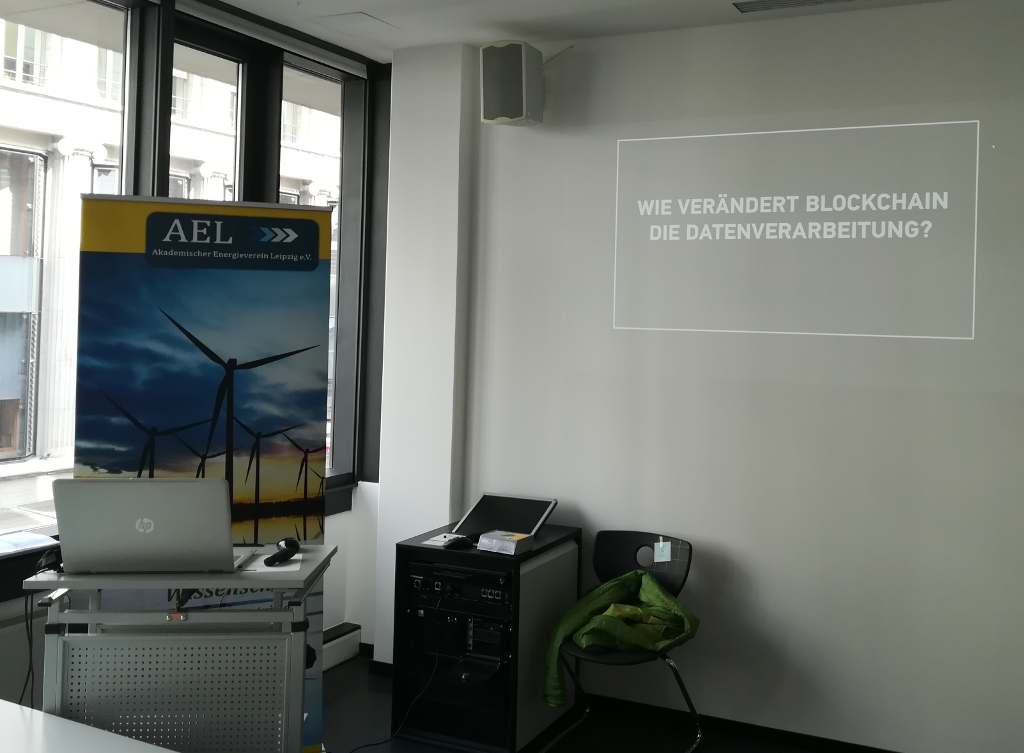 AEL
Akademischer Energieverein Leipzig e.V.
WIE VERÄNDERT BLOCKCHAIN
DIE DATENVERARBEITUNG?
hp